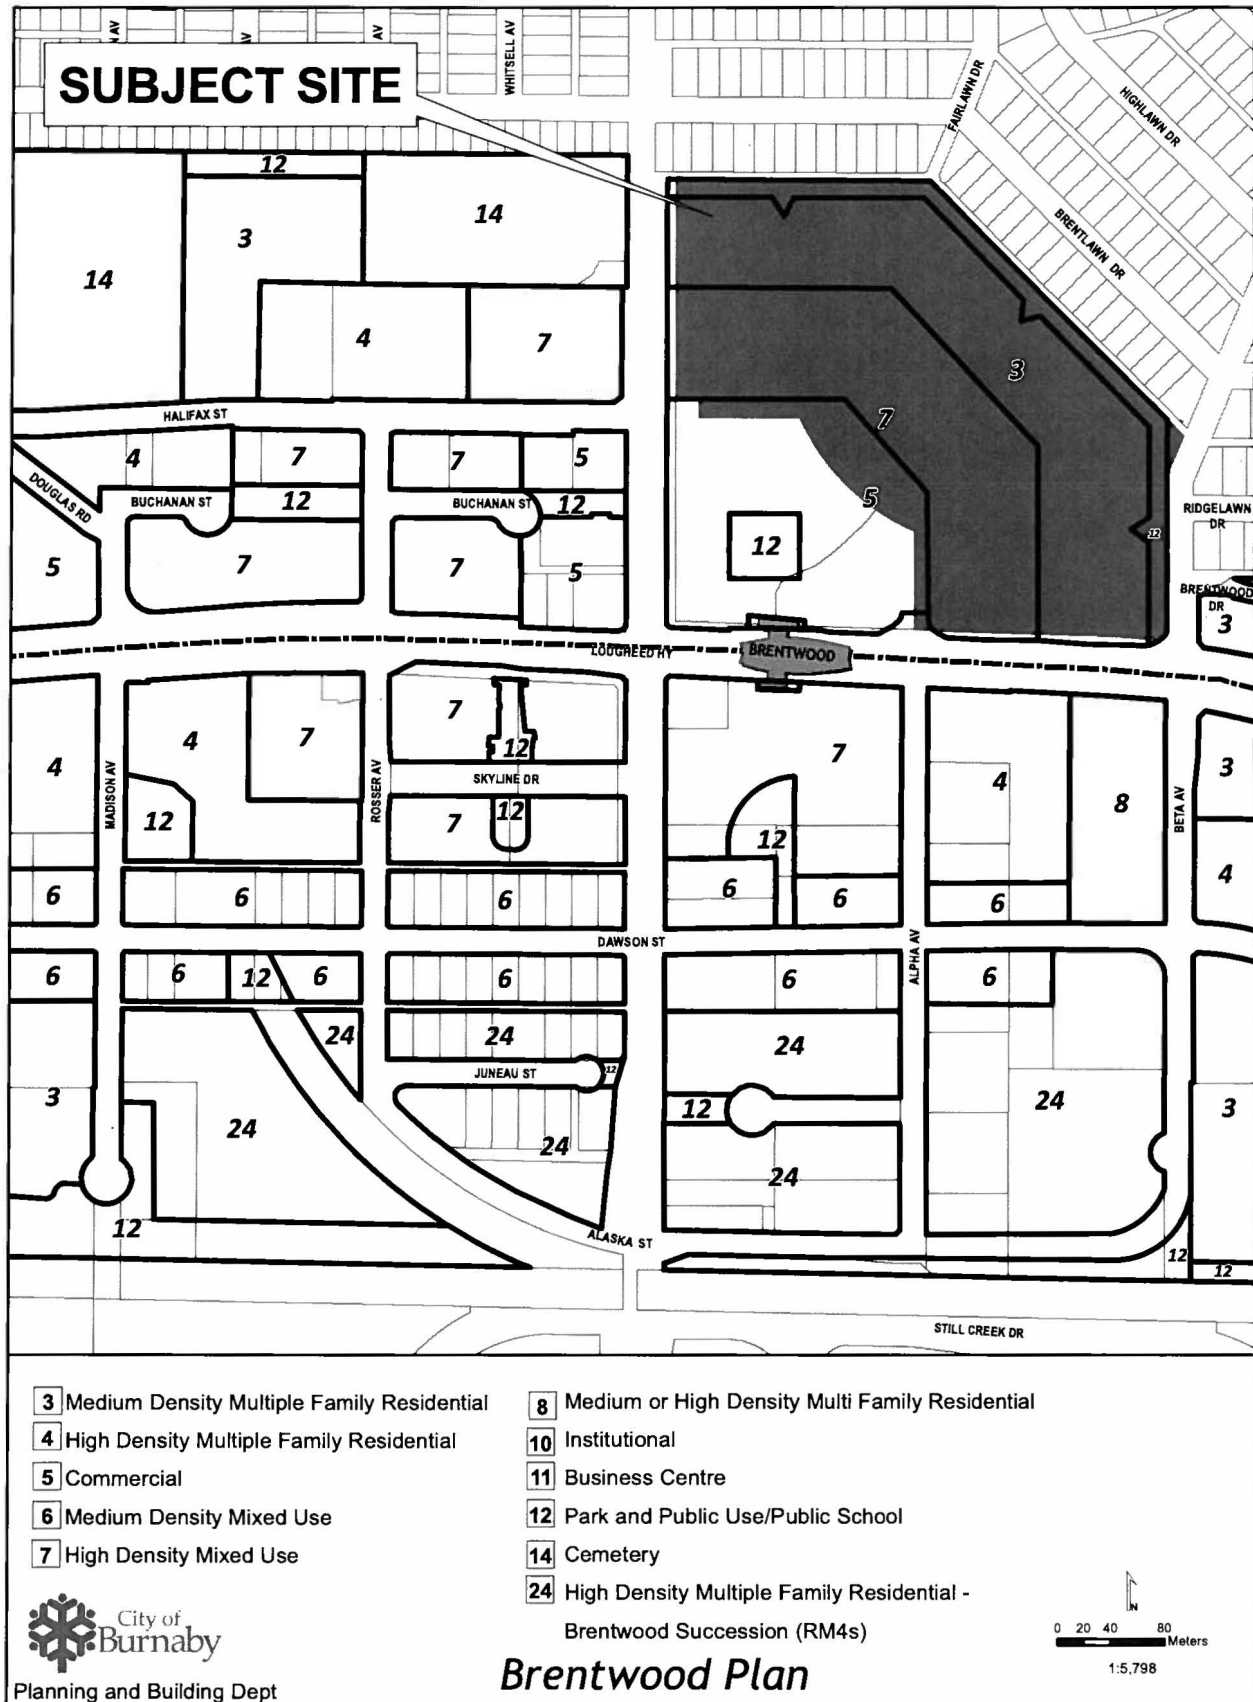 AV
AV
AV
WHITSELL AV
FAIRLAWN DR
HIGHLAWN DR
SUBJECT SITE
12
14
3
14
BRENTLAWN DR
4
7
3
HALIFAX ST
7
4
7
7
5
DOUGLAS RD
BUCHANAN ST
12
BUCHANAN ST
12
5
RIDGELAWN DR
12
12
5
7
7
5
BRENTWOOD DR
3
LOUGHEED HY
BRENTWOOD
4
MADISON AV
4
7
ROSSER AV
7
12
7
4
8
BETA AV
3
SKYLINE DR
12
7
12
12
4
6
6
6
6
6
6
DAWSON ST
ALPHA AV
6
6
12
6
6
6
6
24
24
24
JUNEAU ST
12
3
24
24
12
24
3
24
12
ALASKA ST
12
12
STILL CREEK DR
3 Medium Density Multiple Family Residential
4 High Density Multiple Family Residential
5 Commercial
6 Medium Density Mixed Use
7 High Density Mixed Use
8 Medium or High Density Multi Family Residential
10 Institutional
11 Business Centre
12 Park and Public Use/Public School
14 Cemetery
24 High Density Multiple Family Residential -
Brentwood Succession (RM4s)
City of
Burnaby
Planning and Building Dept
Brentwood Plan
N
0 20 40 80
Meters
1:5,798